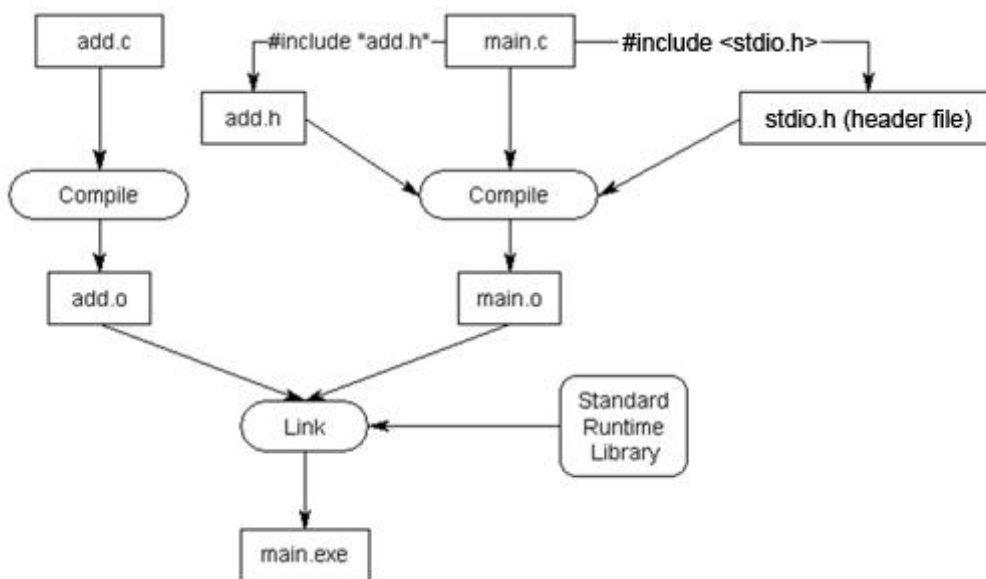 add.c
#include "add.h"
main.c
#include <stdio.h>
add.h
stdio.h (header file)
Compile
Compile
add.o
main.o
Link
Standard
Runtime
Library
main.exe